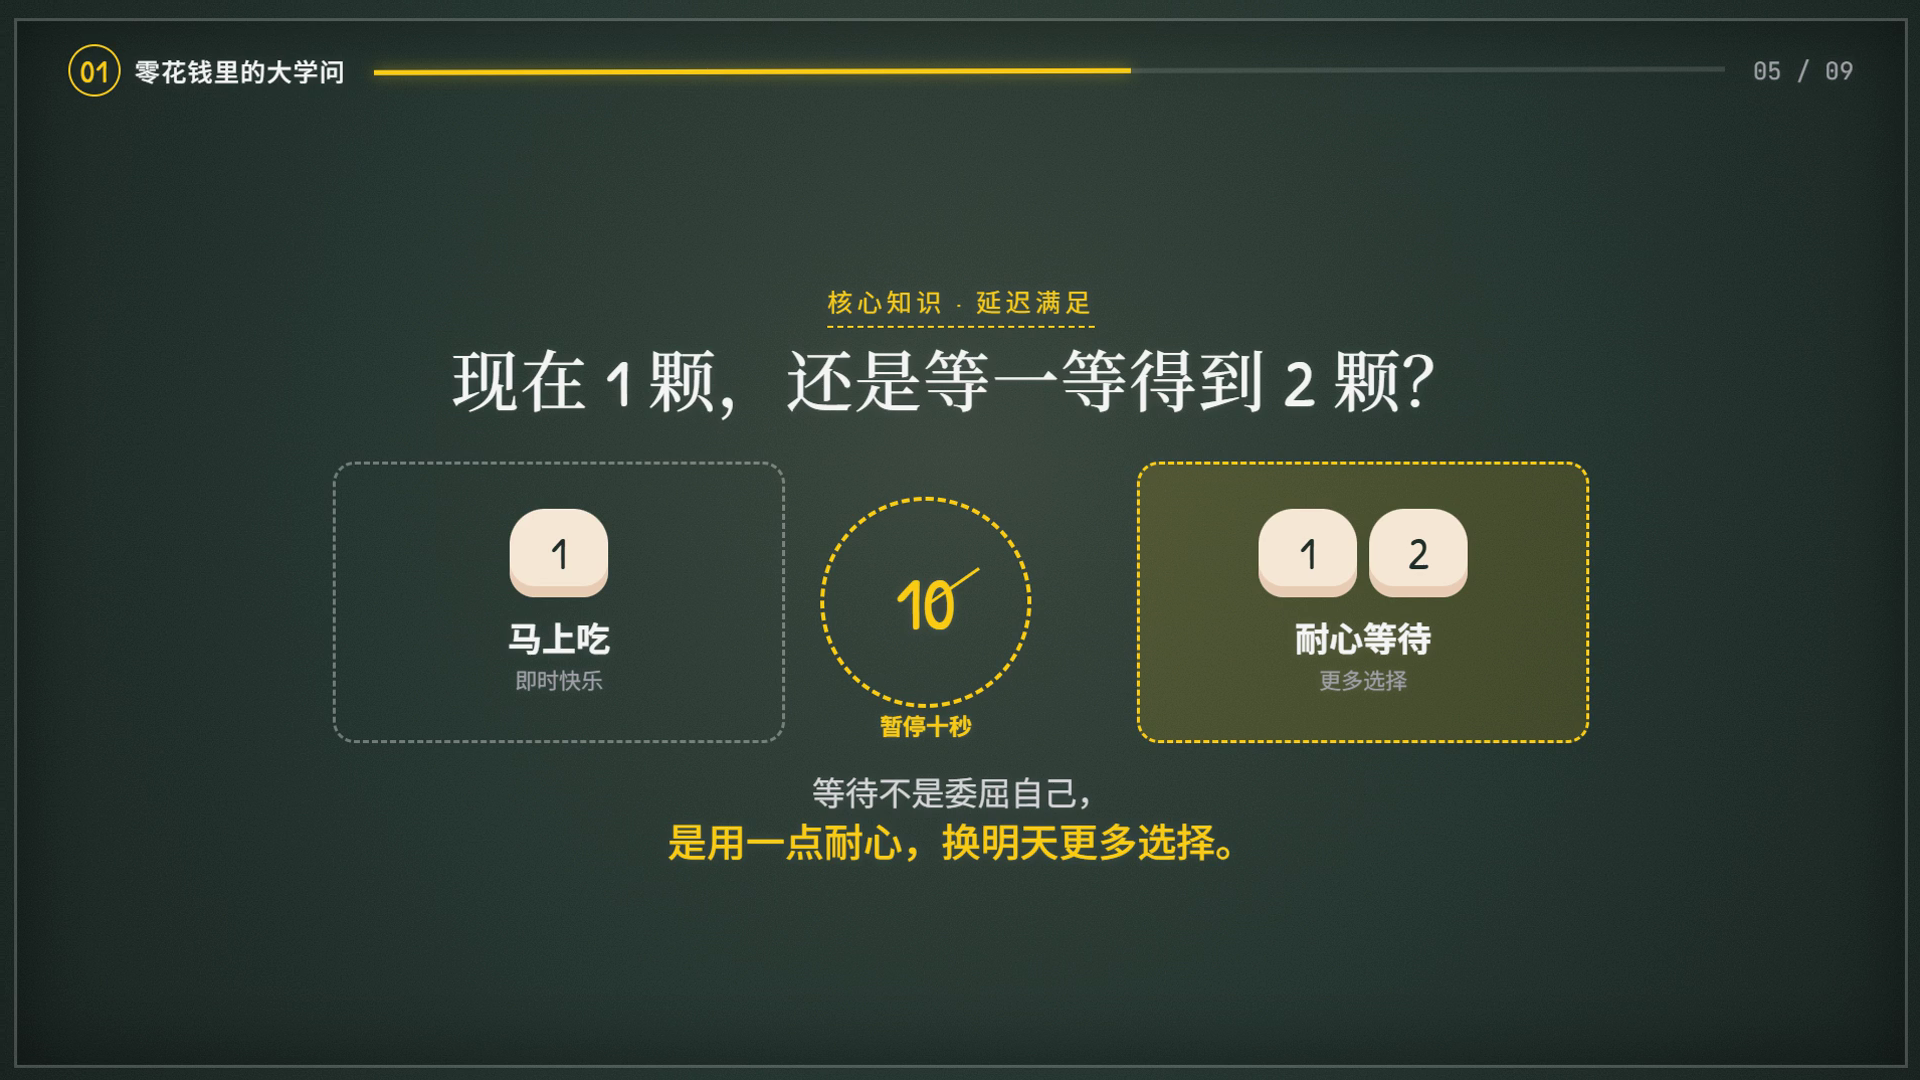 01 零花钱里的大学问
05 / 09
核心知识 · 延迟满足
现在 1 颗，还是等一等得到 2 颗？
1
马上吃
即时快乐
10
暂停十秒
1 2
耐心等待
更多选择
等待不是委屈自己，
是用一点耐心，换明天更多选择。